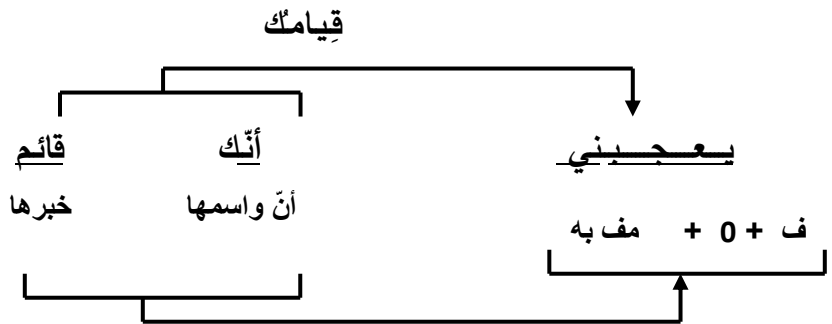 قِيامُك
يـعـجـبـني أنّك قائم
ف + 0 + مف به أنّ واسمها خبرها